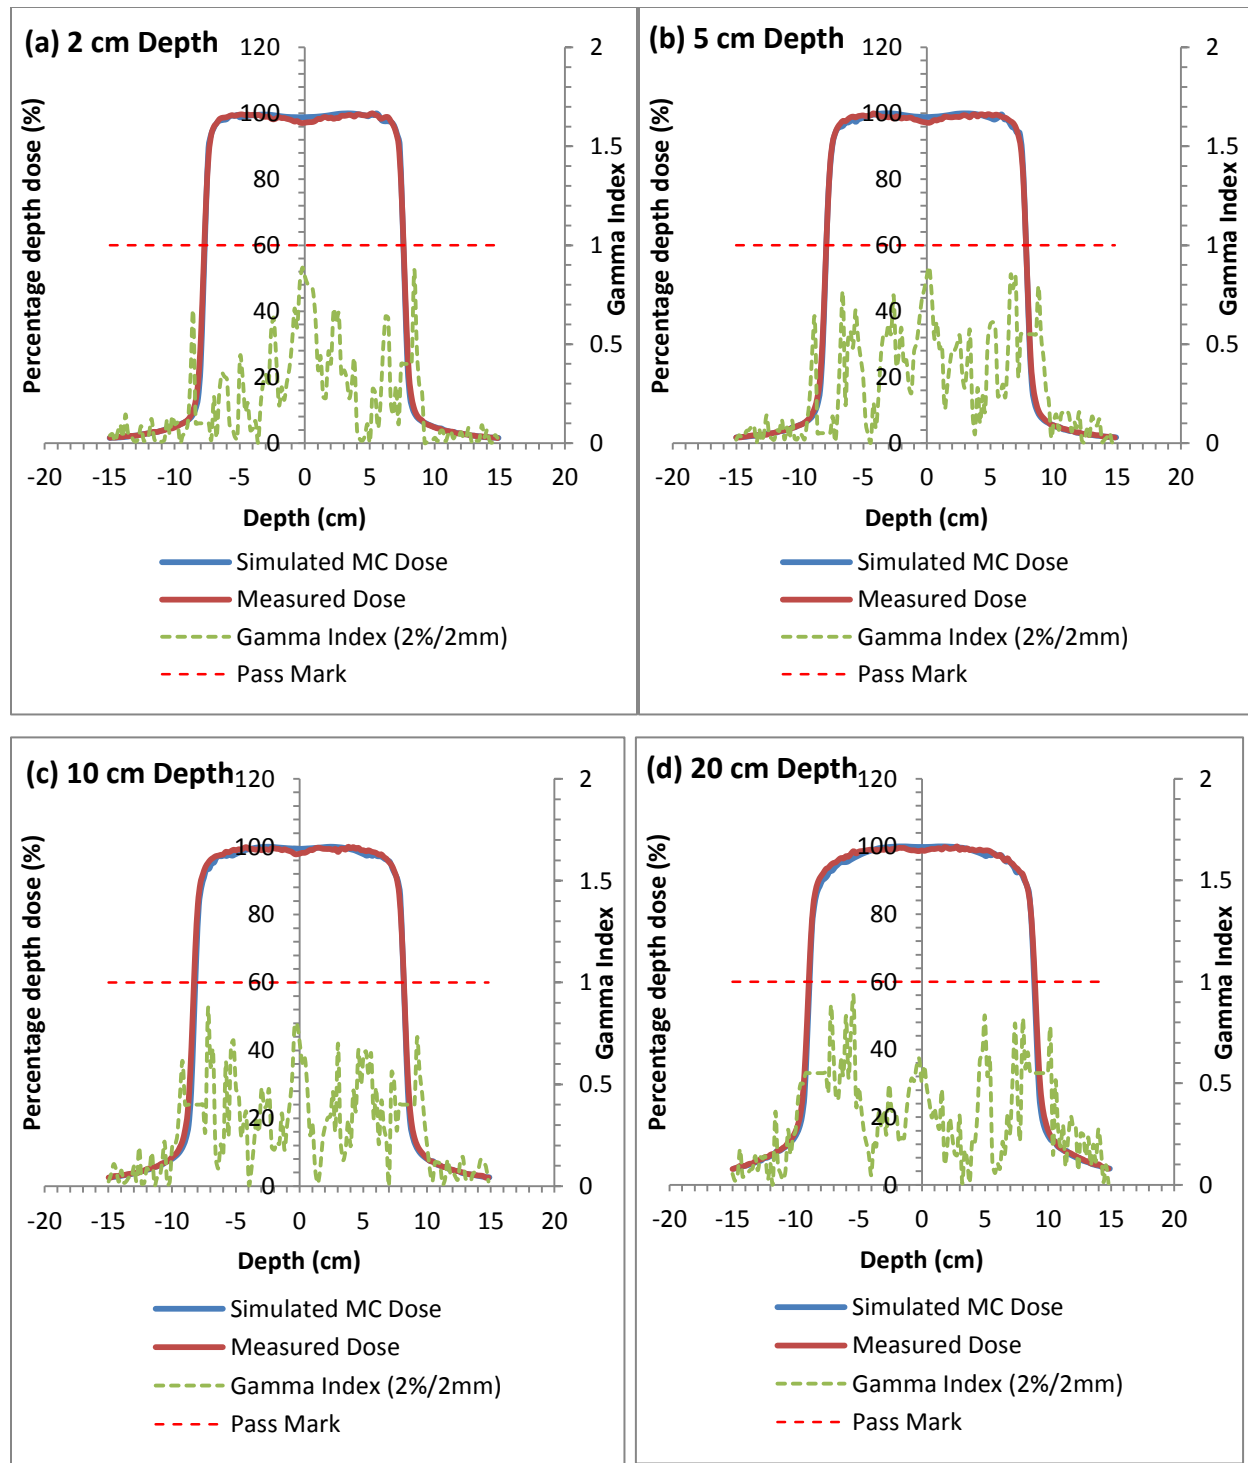 (a) 2 cm Depth
Percentage depth dose (%)
120
100
80
60
40
20
0
2
1.5
1
0.5
0
Gamma Index
-20 -15 -10 -5 0 5 10 15 20
Depth (cm)
Simulated MC Dose
Measured Dose
Gamma Index (2%/2mm)
Pass Mark
(b) 5 cm Depth
Percentage depth dose (%)
120
100
80
60
40
20
0
2
1.5
1
0.5
0
Gamma Index
-20 -15 -10 -5 0 5 10 15 20
Depth (cm)
Simulated MC Dose
Measured Dose
Gamma Index (2%/2mm)
Pass Mark
(c) 10 cm Depth
Percentage depth dose (%)
120
100
80
60
40
20
0
2
1.5
1
0.5
0
Gamma Index
-20 -15 -10 -5 0 5 10 15 20
Depth (cm)
Simulated MC Dose
Measured Dose
Gamma Index (2%/2mm)
Pass Mark
(d) 20 cm Depth
Percentage depth dose (%)
120
100
80
60
40
20
0
2
1.5
1
0.5
0
Gamma Index
-20 -15 -10 -5 0 5 10 15 20
Depth (cm)
Simulated MC Dose
Measured Dose
Gamma Index (2%/2mm)
Pass Mark